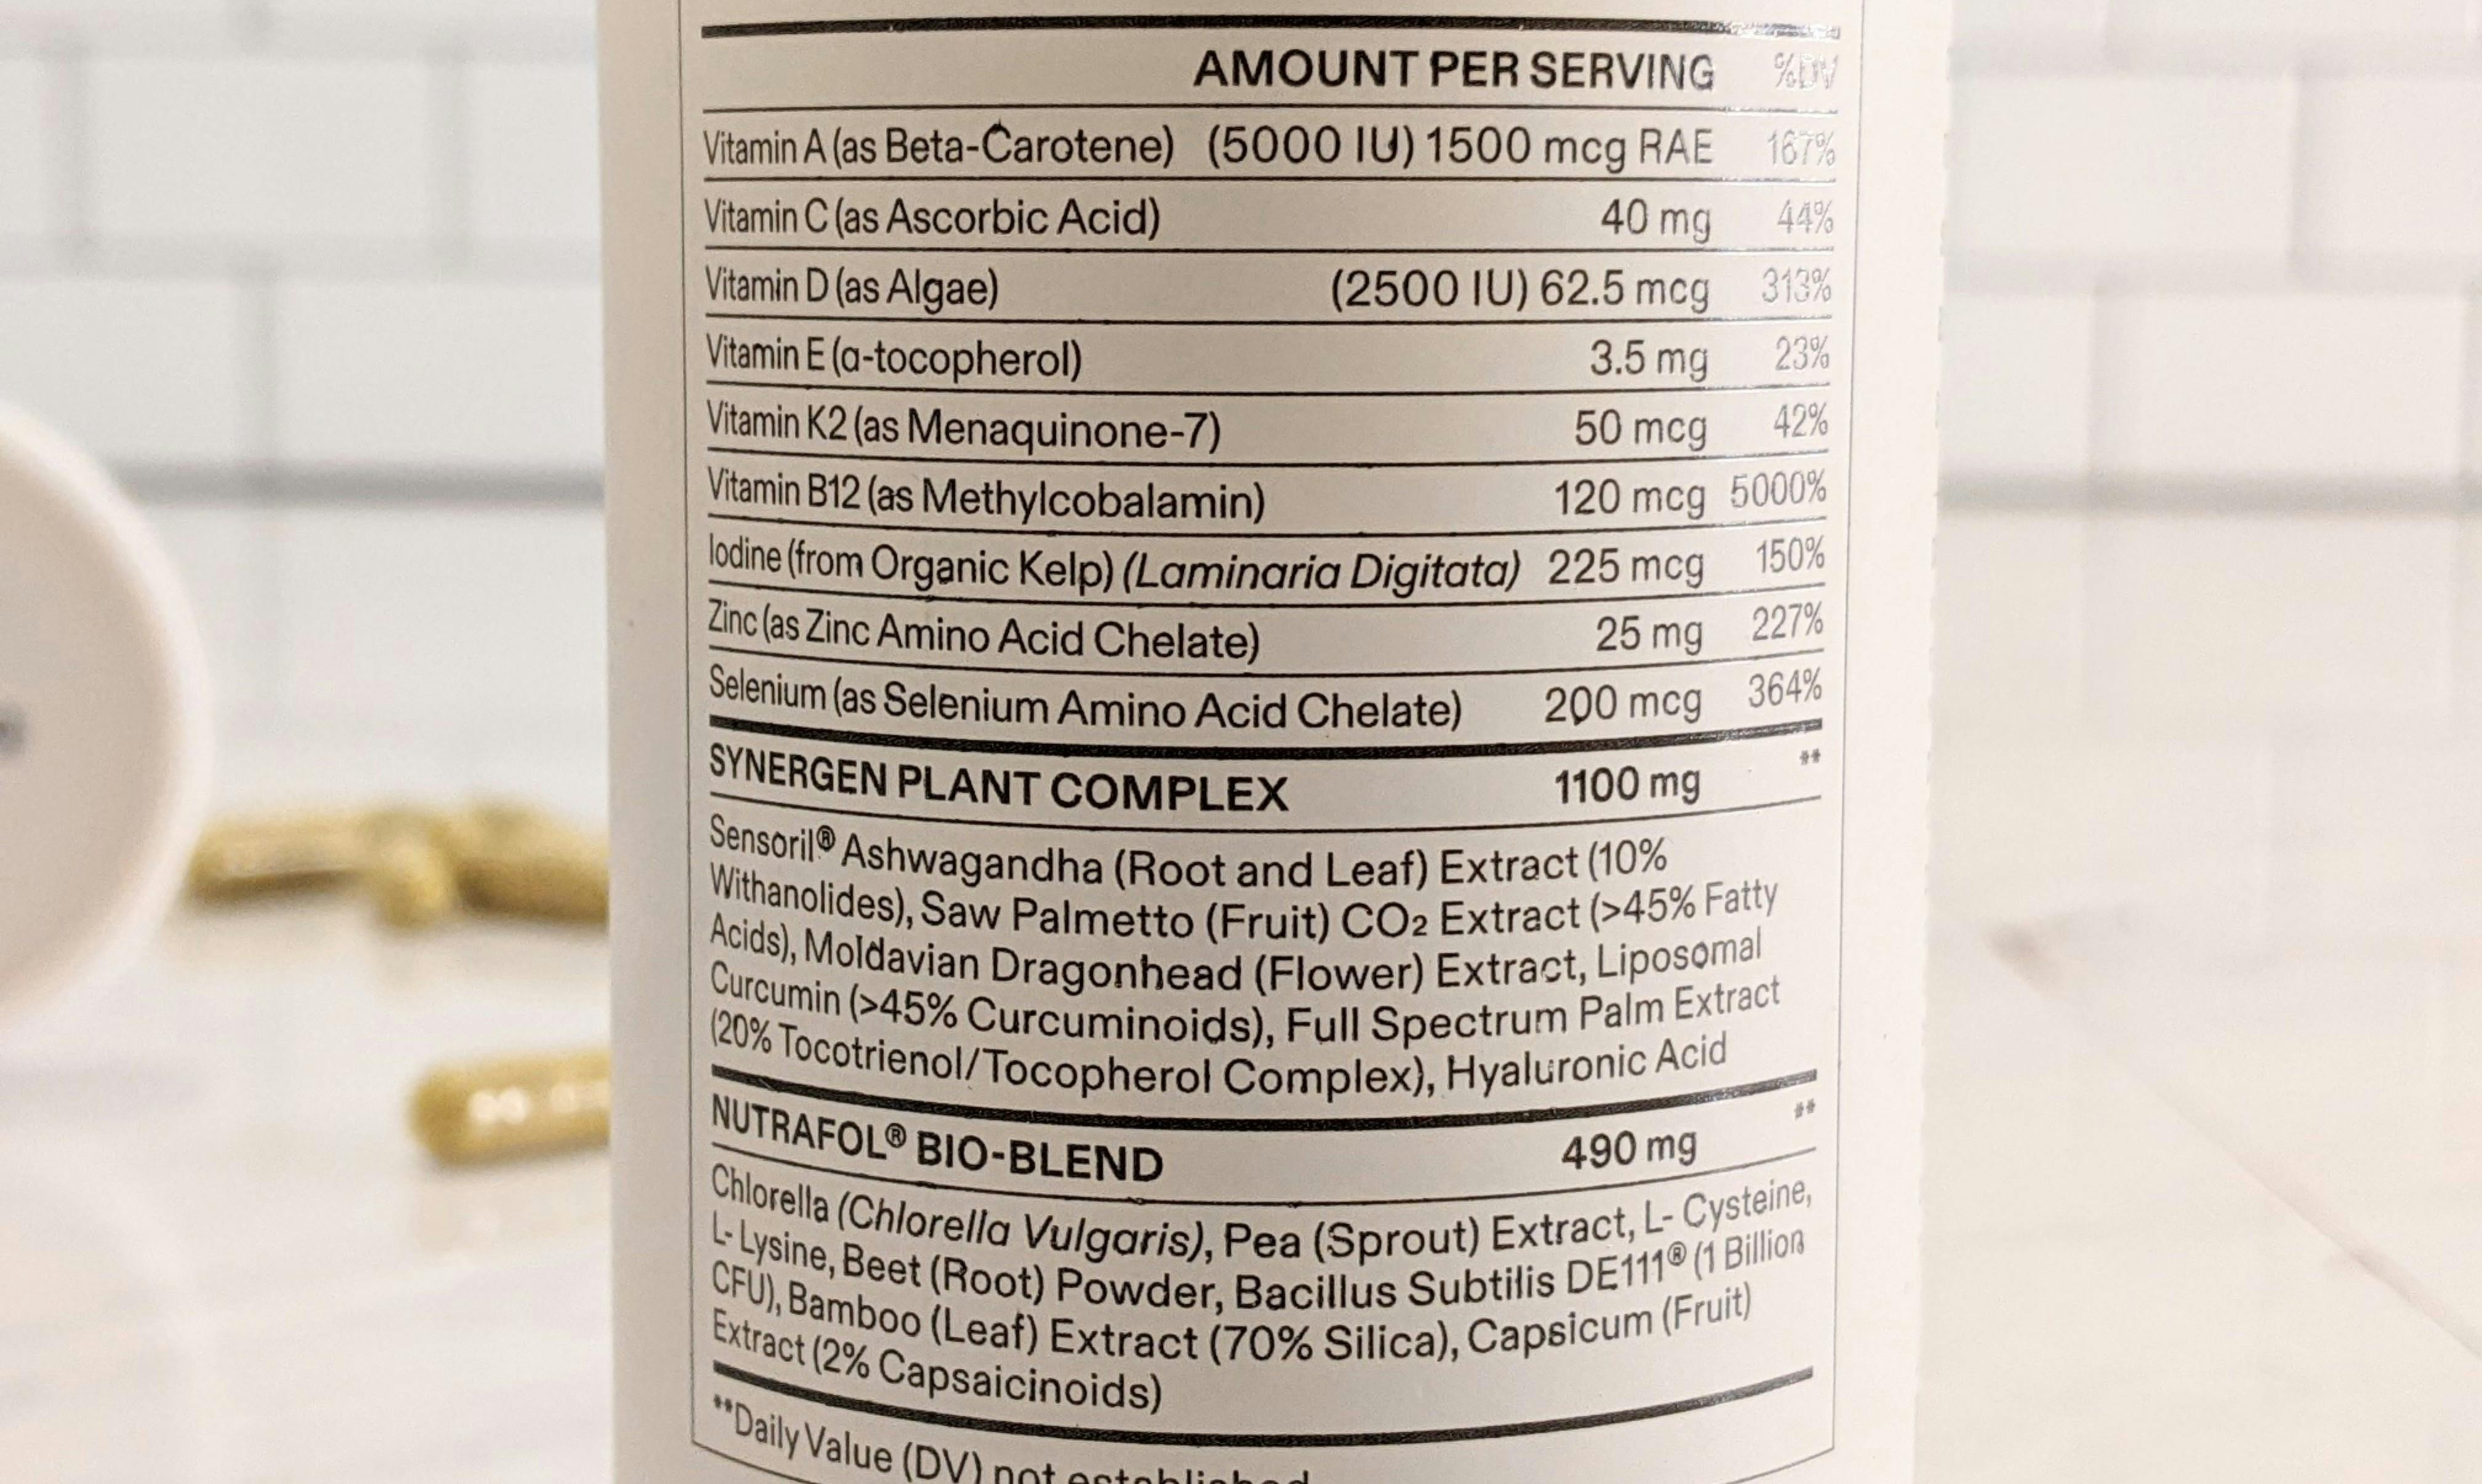 AMOUNT PER SERVING %DV
Vitamin A (as Beta-Carotene) (5000 IU) 1500 mcg RAE 167%
Vitamin C (as Ascorbic Acid) 40 mg 44%
Vitamin D (as Algae) (2500 IU) 62.5 mcg 313%
Vitamin E (α-tocopherol) 3.5 mg 23%
Vitamin K2 (as Menaquinone-7) 50 mcg 42%
Vitamin B12 (as Methylcobalamin) 120 mcg 5000%
Iodine (from Organic Kelp) (Laminaria Digitata) 225 mcg 150%
Zinc (as Zinc Amino Acid Chelate) 25 mg 227%
Selenium (as Selenium Amino Acid Chelate) 200 mcg 364%
SYNERGEN PLANT COMPLEX 1100 mg **
Sensoril® Ashwagandha (Root and Leaf) Extract (10%
Withanolides), Saw Palmetto (Fruit) CO₂ Extract (>45% Fatty
Acids), Moldavian Dragonhead (Flower) Extract, Liposomal
Curcumin (>45% Curcuminoids), Full Spectrum Palm Extract
(20% Tocotrienol/Tocopherol Complex), Hyaluronic Acid
NUTRAFOL® BIO-BLEND 490 mg **
Chlorella (Chlorella Vulgaris), Pea (Sprout) Extract, L- Cysteine,
L- Lysine, Beet (Root) Powder, Bacillus Subtilis DE111® (1 Billion
CFU), Bamboo (Leaf) Extract (70% Silica), Capsicum (Fruit)
Extract (2% Capsaicinoids)
**Daily Value (DV) not established